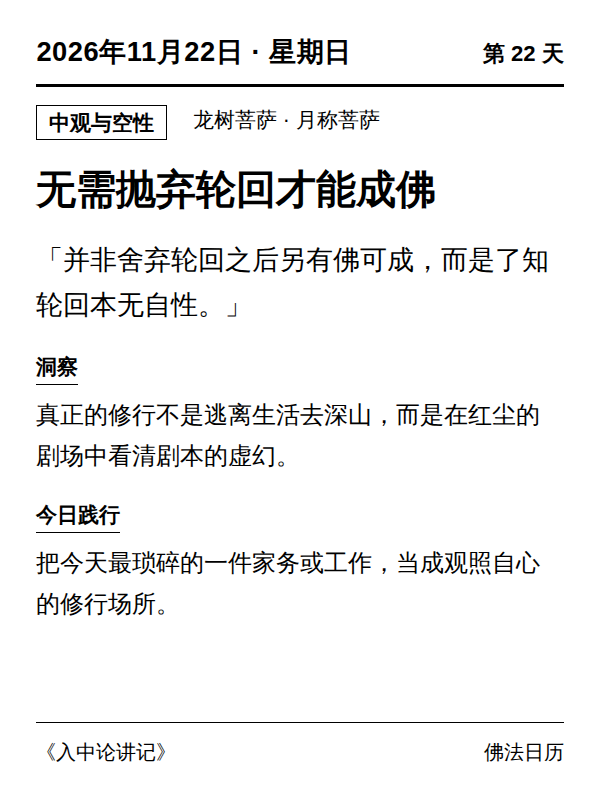 2026年11月22日 · 星期日
第 22 天
中观与空性
龙树菩萨 · 月称菩萨
无需抛弃轮回才能成佛
「并非舍弃轮回之后另有佛可成，而是了知
轮回本无自性。」
洞察
真正的修行不是逃离生活去深山，而是在红尘的
剧场中看清剧本的虚幻。
今日践行
把今天最琐碎的一件家务或工作，当成观照自心
的修行场所。
《入中论讲记》
佛法日历